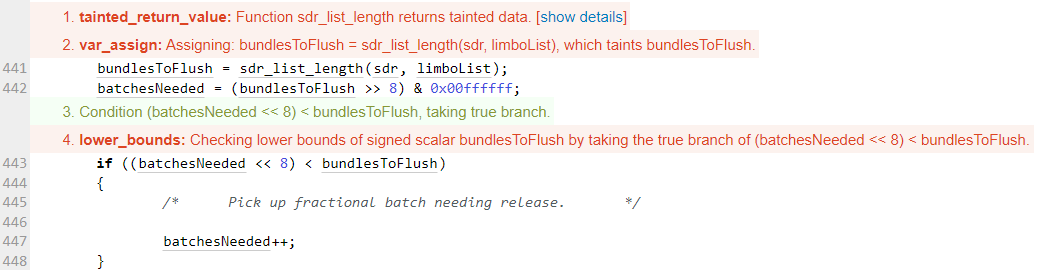 1. tainted_return_value: Function sdr_list_length returns tainted data. [show details]
2. var_assign: Assigning: bundlesToFlush = sdr_list_length(sdr, limboList), which taints bundlesToFlush.
441 bundlesToFlush = sdr_list_length(sdr, limboList);
442 batchesNeeded = (bundlesToFlush >> 8) & 0x00ffffff;
3. Condition (batchesNeeded << 8) < bundlesToFlush, taking true branch.
4. lower_bounds: Checking lower bounds of signed scalar bundlesToFlush by taking the true branch of (batchesNeeded << 8) < bundlesToFlush.
443 if ((batchesNeeded << 8) < bundlesToFlush)
444 {
445 /* Pick up fractional batch needing release. */
446
447 batchesNeeded++;
448 }